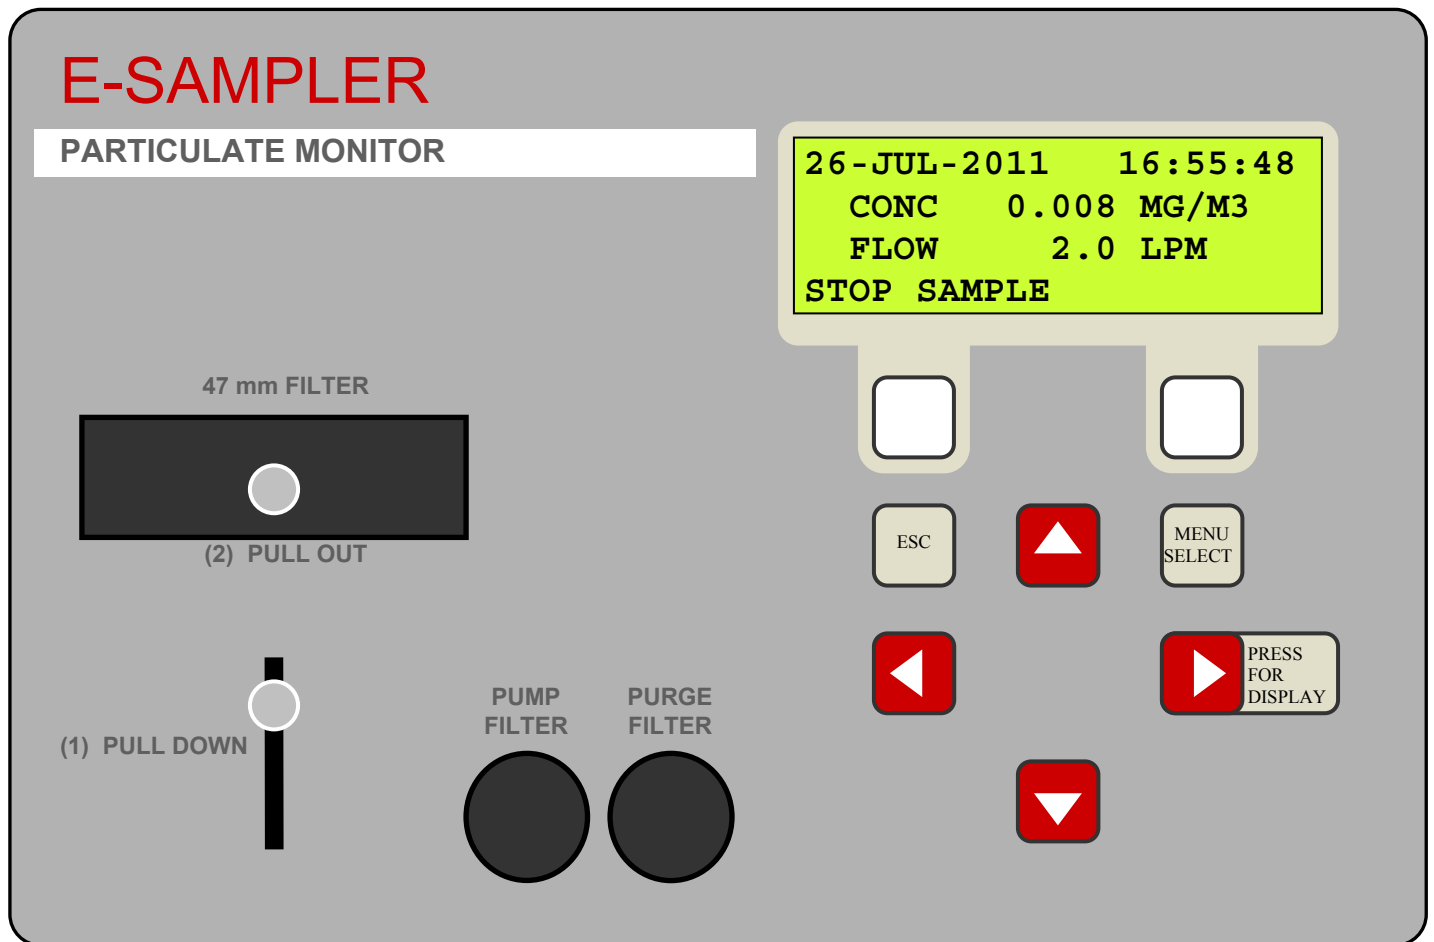 E-SAMPLER
PARTICULATE MONITOR
26-JUL-2011   16:55:48
CONC   0.008 MG/M3
FLOW     2.0 LPM
STOP SAMPLE
47 mm FILTER
(2)  PULL OUT
ESC
MENU
SELECT
PRESS
FOR
DISPLAY
(1)  PULL DOWN
PUMP
FILTER
PURGE
FILTER